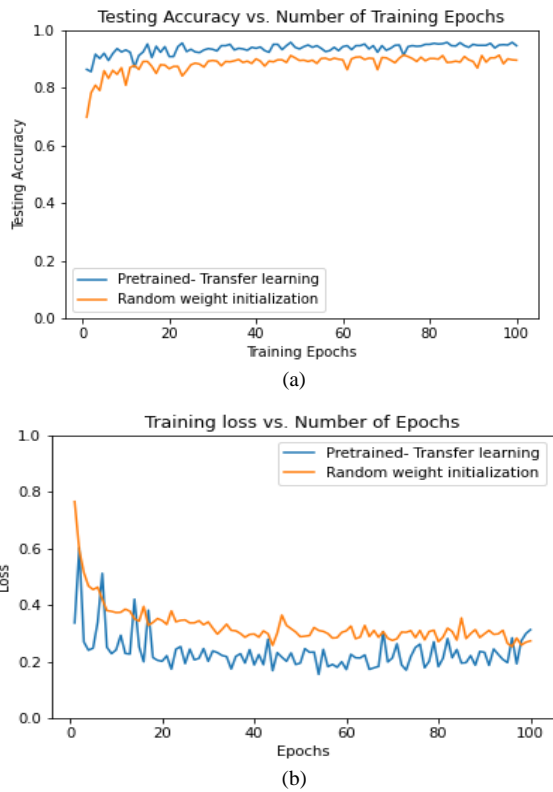 Testing Accuracy vs. Number of Training Epochs
1.0
0.8
0.6
0.4
0.2
0.0
Testing Accuracy
Pretrained- Transfer learning
Random weight initialization
0 20 40 60 80 100
Training Epochs
(a)
Training loss vs. Number of Epochs
1.0
0.8
0.6
0.4
0.2
0.0
Loss
Pretrained- Transfer learning
Random weight initialization
0 20 40 60 80 100
Epochs
(b)